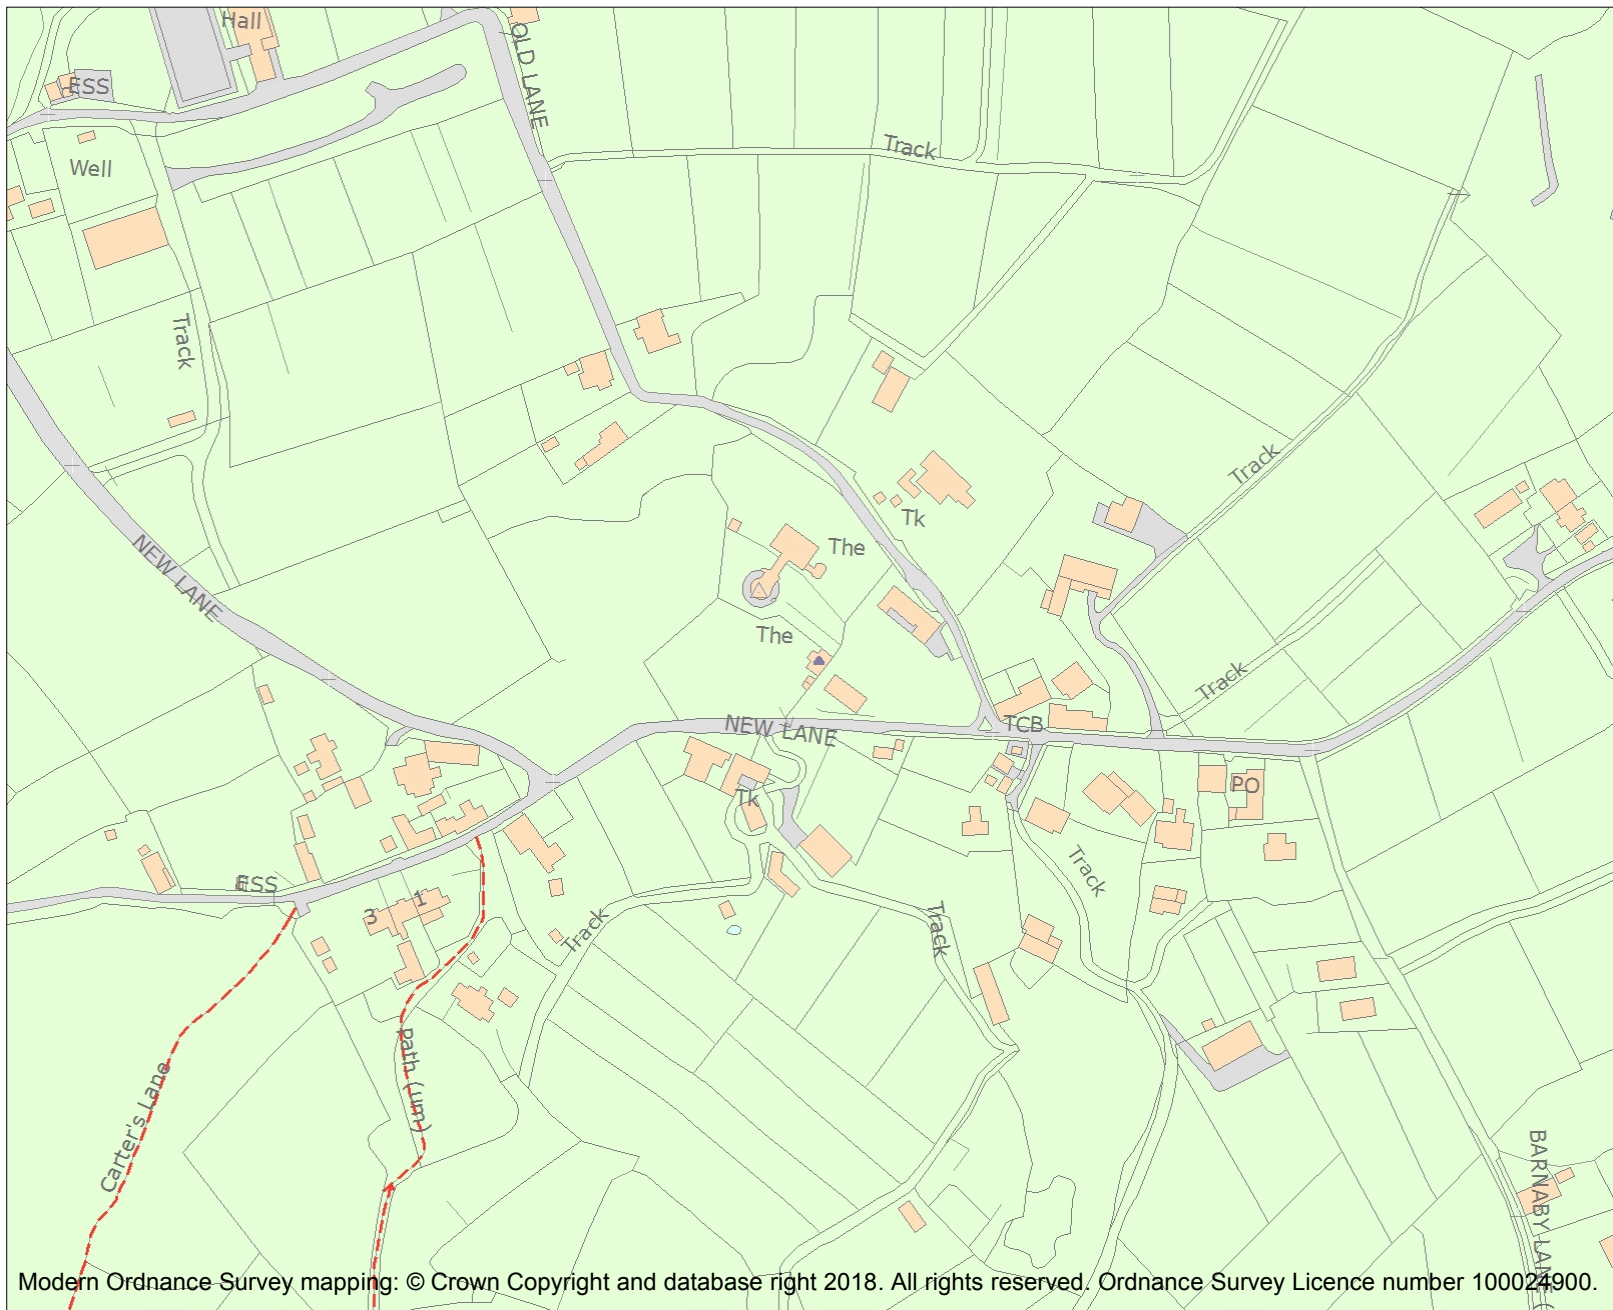 Hall
OLD LANE
ESS
Track
Well
Track
NEW LANE
Track
Tk
The
The
Track
NEW LANE
TCB
Tk
PO
Track
ESS
3
1
Track
Track
Path (um)
Carter's Lane
BARNABY LANE
Modern Ordnance Survey mapping: © Crown Copyright and database right 2018. All rights reserved. Ordnance Survey Licence number 100024900.